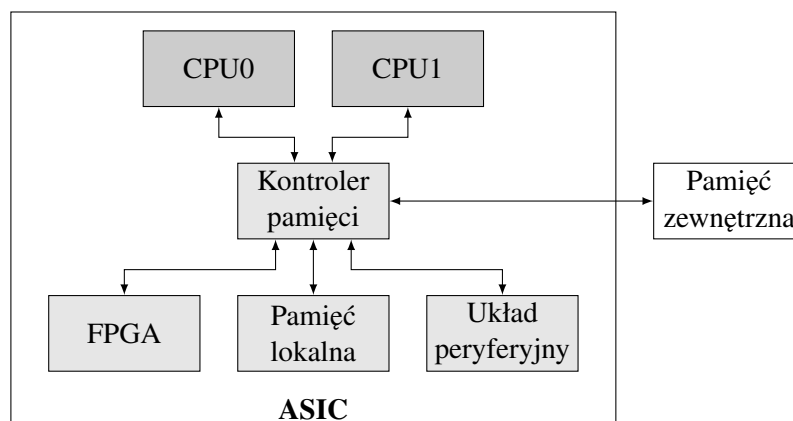 CPU0
CPU1
Kontroler
pamięci
Pamięć
zewnętrzna
FPGA
Pamięć
lokalna
Układ
peryferyjny
ASIC